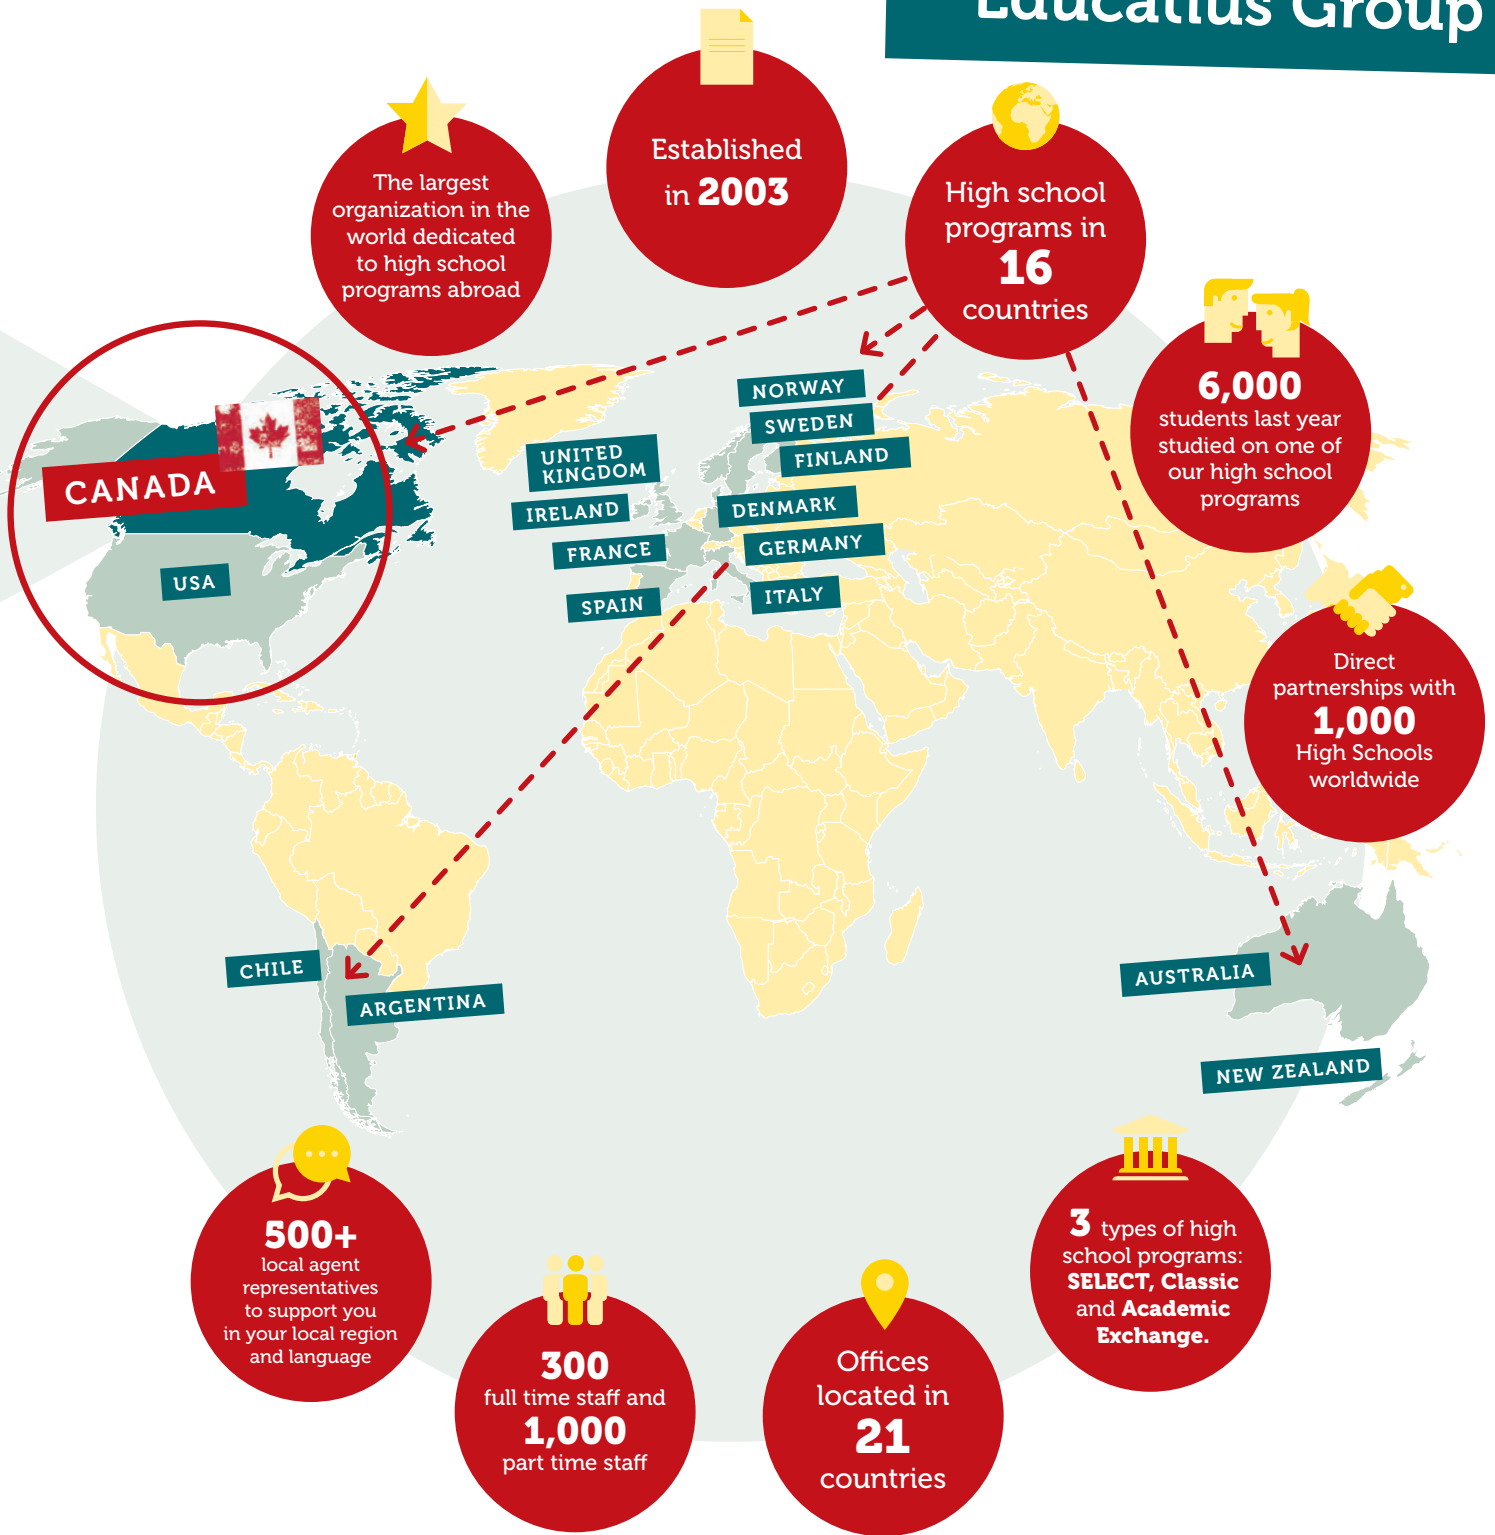 Educatius Group
Established
in 2003
The largest
organization in the
world dedicated
to high school
programs abroad
High school
programs in
16
countries
6,000
students last year
studied on one of
our high school
programs
NORWAY
SWEDEN
FINLAND
UNITED
KINGDOM
IRELAND
DENMARK
GERMANY
FRANCE
SPAIN
ITALY
CANADA
USA
Direct
partnerships with
1,000
High Schools
worldwide
CHILE
ARGENTINA
AUSTRALIA
NEW ZEALAND
500+
local agent
representatives
to support you
in your local region
and language
300
full time staff and
1,000
part time staff
Offices
located in
21
countries
3 types of high
school programs:
SELECT, Classic
and Academic
Exchange.